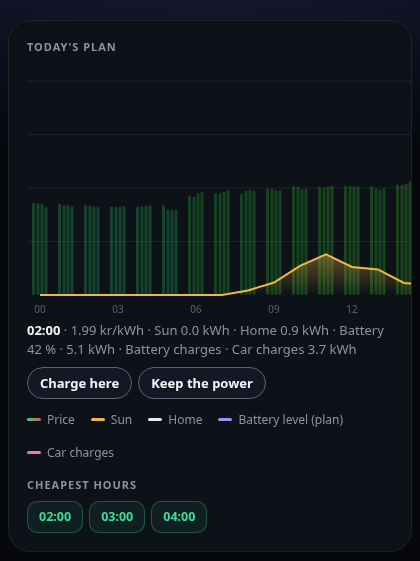 TODAY'S PLAN
00 03 06 09 12
02:00 · 1.99 kr/kWh · Sun 0.0 kWh · Home 0.9 kWh · Battery
42 % · 5.1 kWh · Battery charges · Car charges 3.7 kWh
Charge here Keep the power
Price Sun Home Battery level (plan)
Car charges
CHEAPEST HOURS
02:00 03:00 04:00